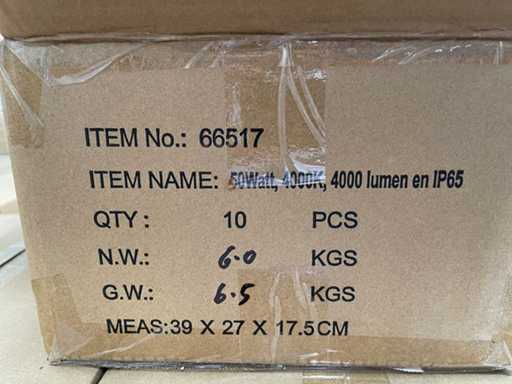 ITEM No.: 66517
ITEM NAME: 50Watt, 4000K, 4000 lumen en IP65
QTY : 10 PCS
N.W.: 6.0 KGS
G.W.: 6.5 KGS
MEAS:39 X 27 X 17.5CM